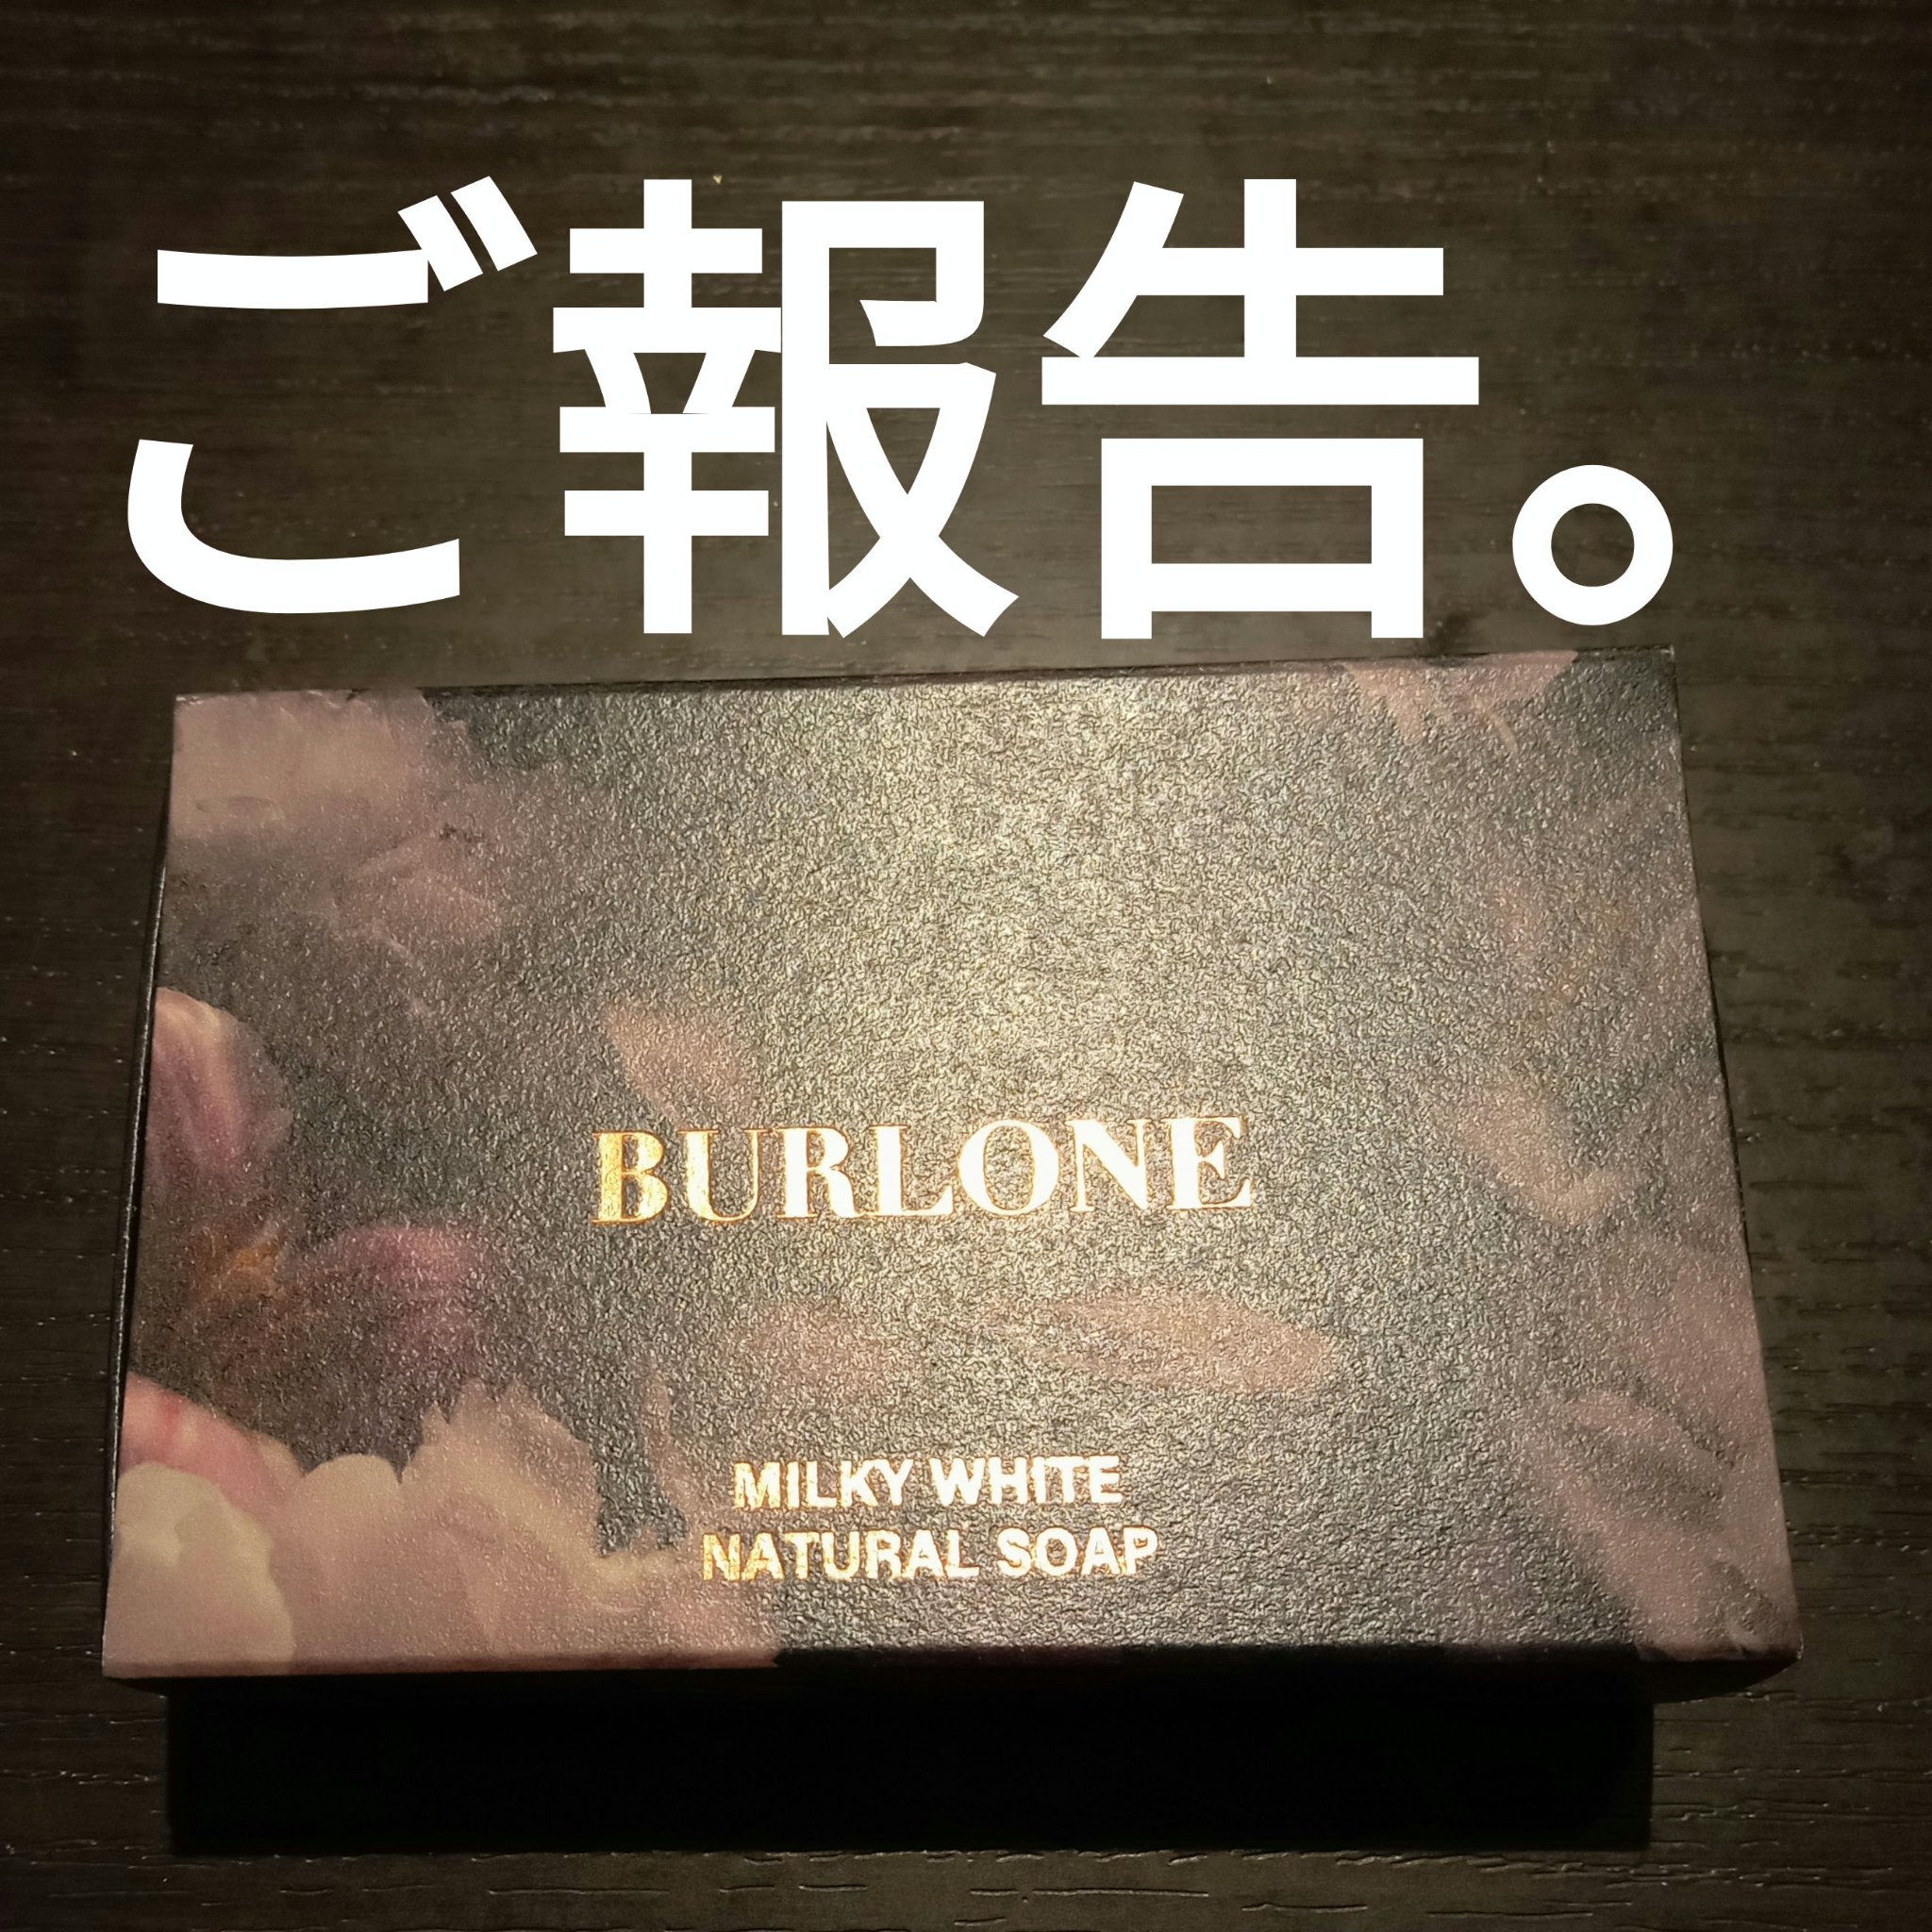 ご報告。
BURLONE
MILKY WHITE
NATURAL SOAP